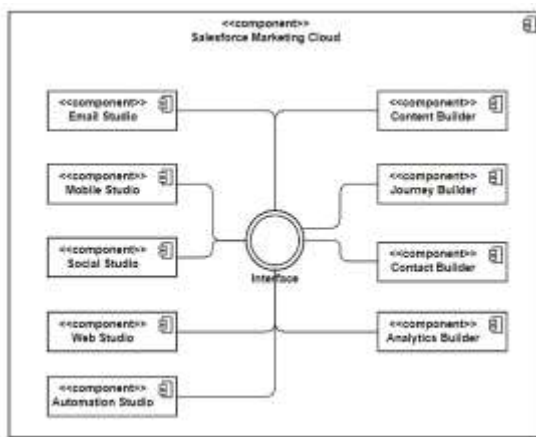 <<component>>
Salesforce Marketing Cloud
<<component>>
Email Studio
<<component>>
Content Builder
<<component>>
Mobile Studio
<<component>>
Journey Builder
<<component>>
Social Studio
<<component>>
Contact Builder
Interface
<<component>>
Web Studio
<<component>>
Analytics Builder
<<component>>
Automation Studio